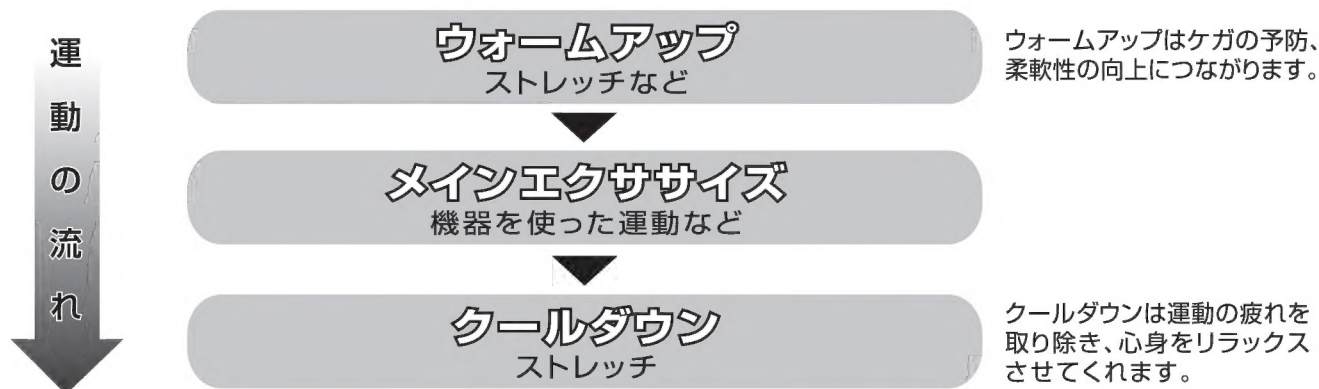 運動の流れ
ウォームアップ
ストレッチなど
ウォームアップはケガの予防、
柔軟性の向上につながります。
メインエクササイズ
機器を使った運動など
クールダウン
ストレッチ
クールダウンは運動の疲れを
取り除き、心身をリラックス
させてくれます。